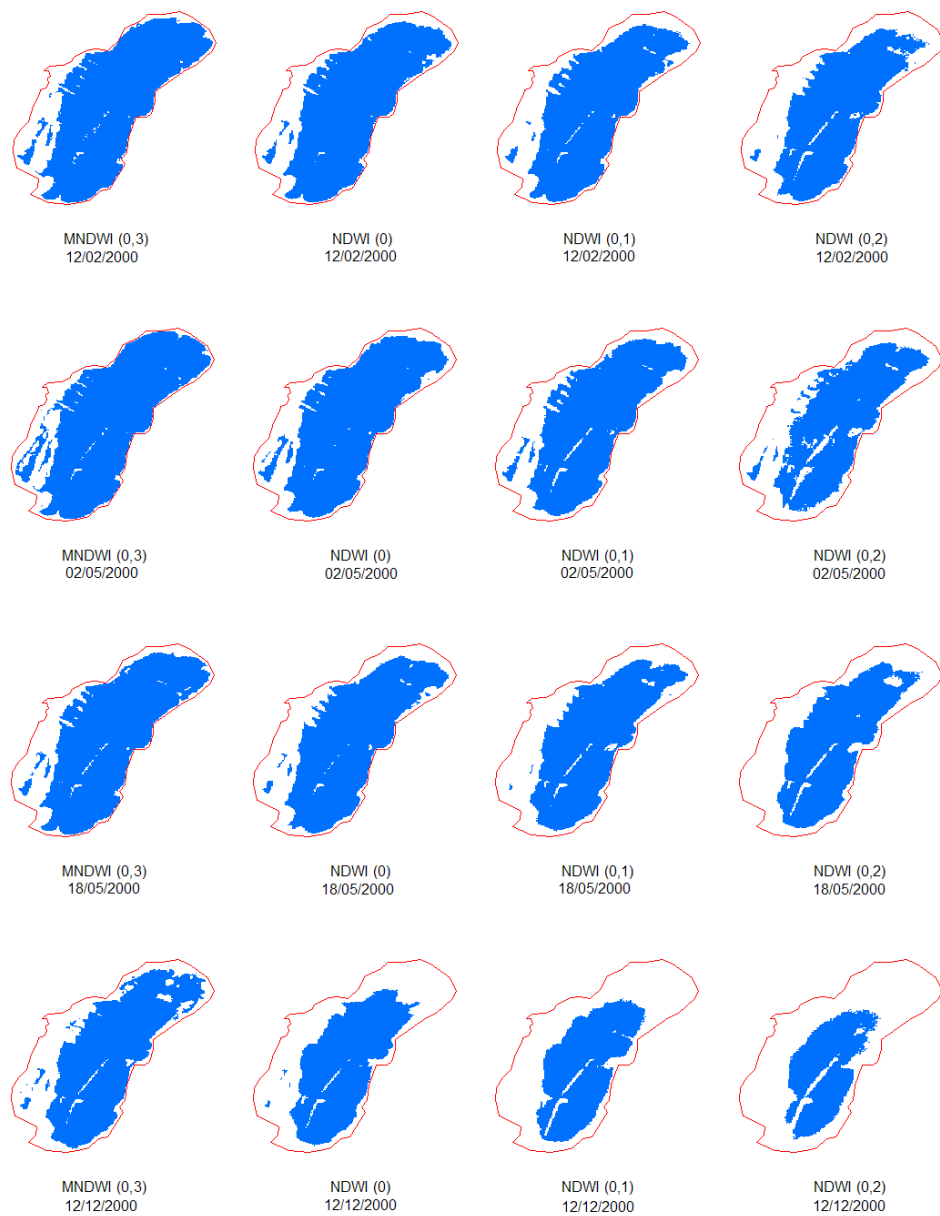 MNDWI (0,3)
12/02/2000
NDWI (0)
12/02/2000
NDWI (0,1)
12/02/2000
NDWI (0,2)
12/02/2000
MNDWI (0,3)
02/05/2000
NDWI (0)
02/05/2000
NDWI (0,1)
02/05/2000
NDWI (0,2)
02/05/2000
MNDWI (0,3)
18/05/2000
NDWI (0)
18/05/2000
NDWI (0,1)
18/05/2000
NDWI (0,2)
18/05/2000
MNDWI (0,3)
12/12/2000
NDWI (0)
12/12/2000
NDWI (0,1)
12/12/2000
NDWI (0,2)
12/12/2000